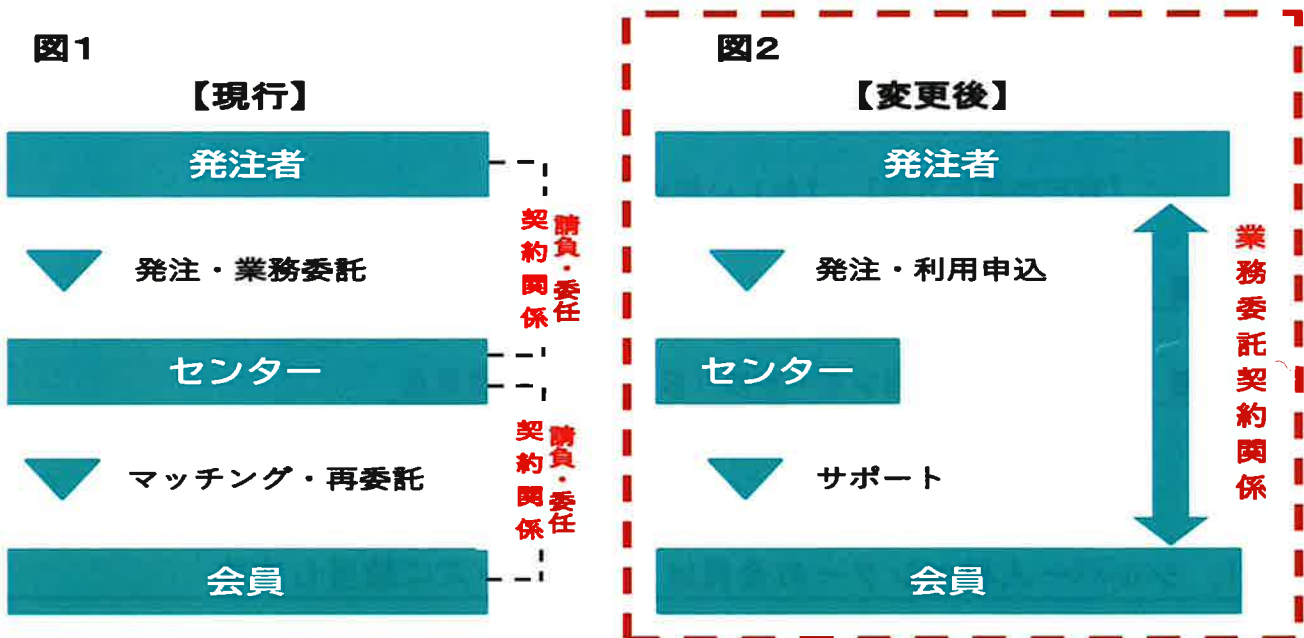 図1
【現行】
発注者
発注・業務委託
請負・委任
契約関係
センター
マッチング・再委託
請負・委任
契約関係
会員
図2
【変更後】
発注者
発注・利用申込
センター
サポート
業務委託契約関係
会員